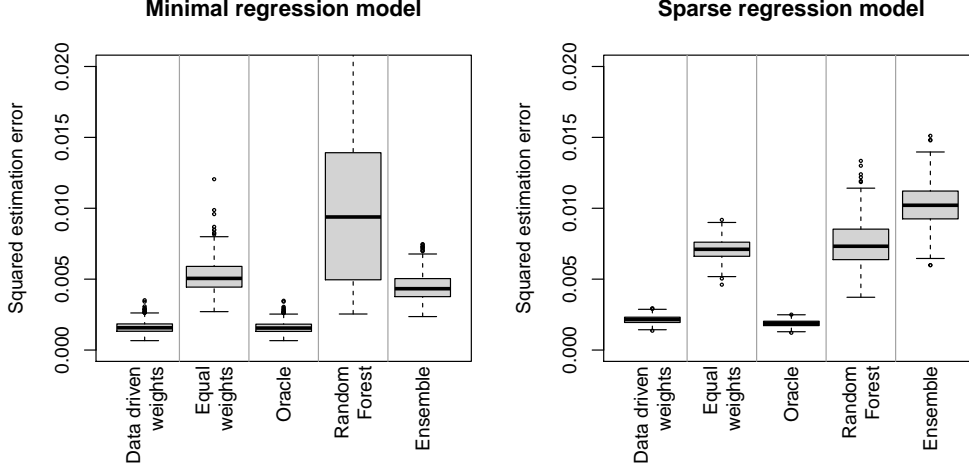 Minimal regression model
Squared estimation error
0.020
0.015
0.010
0.005
0.000
Data driven
weights
Equal
weights
Oracle
Random
Forest
Ensemble
Sparse regression model
Squared estimation error
0.020
0.015
0.010
0.005
0.000
Data driven
weights
Equal
weights
Oracle
Random
Forest
Ensemble